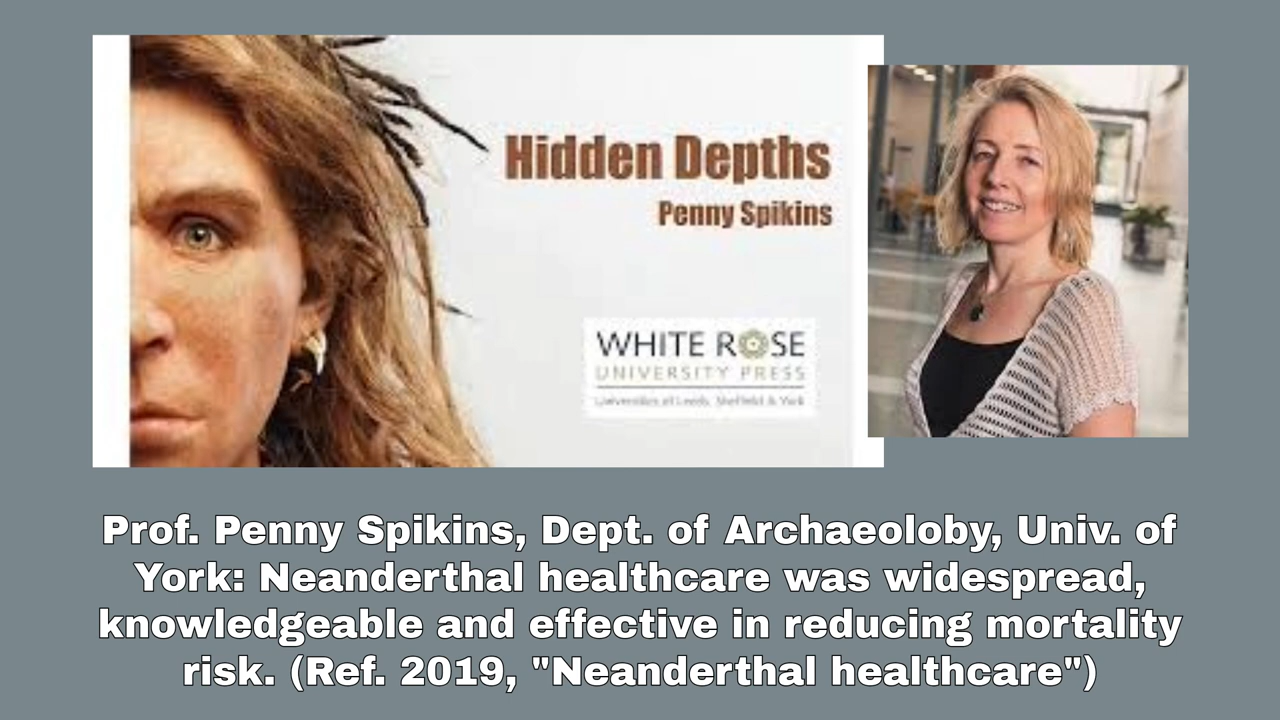 Hidden Depths
Penny Spikins
WHITE ROSE
UNIVERSITY PRESS
Universities of Leeds, Sheffield & York
Prof. Penny Spikins, Dept. of Archaeoloby, Univ. of
York: Neanderthal healthcare was widespread,
knowledgeable and effective in reducing mortality
risk. (Ref. 2019, "Neanderthal healthcare")